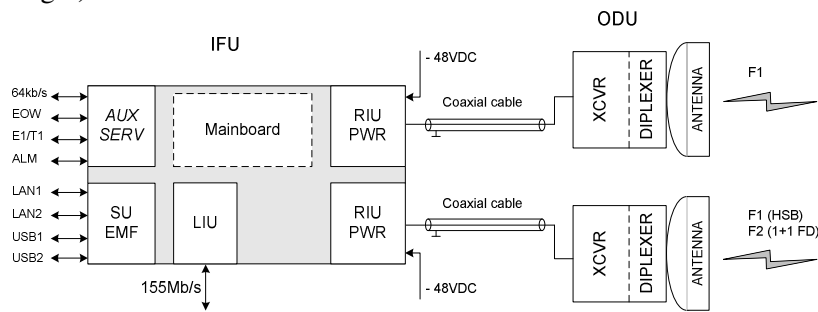 ODU
IFU
- 48VDC
64kb/s
EOW
E1/T1
ALM
AUX
SERV
Mainboard
RIU
PWR
Coaxial cable
XCVR
DIPLEXER
ANTENNA
F1
LAN1
LAN2
USB1
USB2
SU
EMF
LIU
RIU
PWR
Coaxial cable
XCVR
DIPLEXER
ANTENNA
F1 (HSB)
F2 (1+1 FD)
155Mb/s
- 48VDC